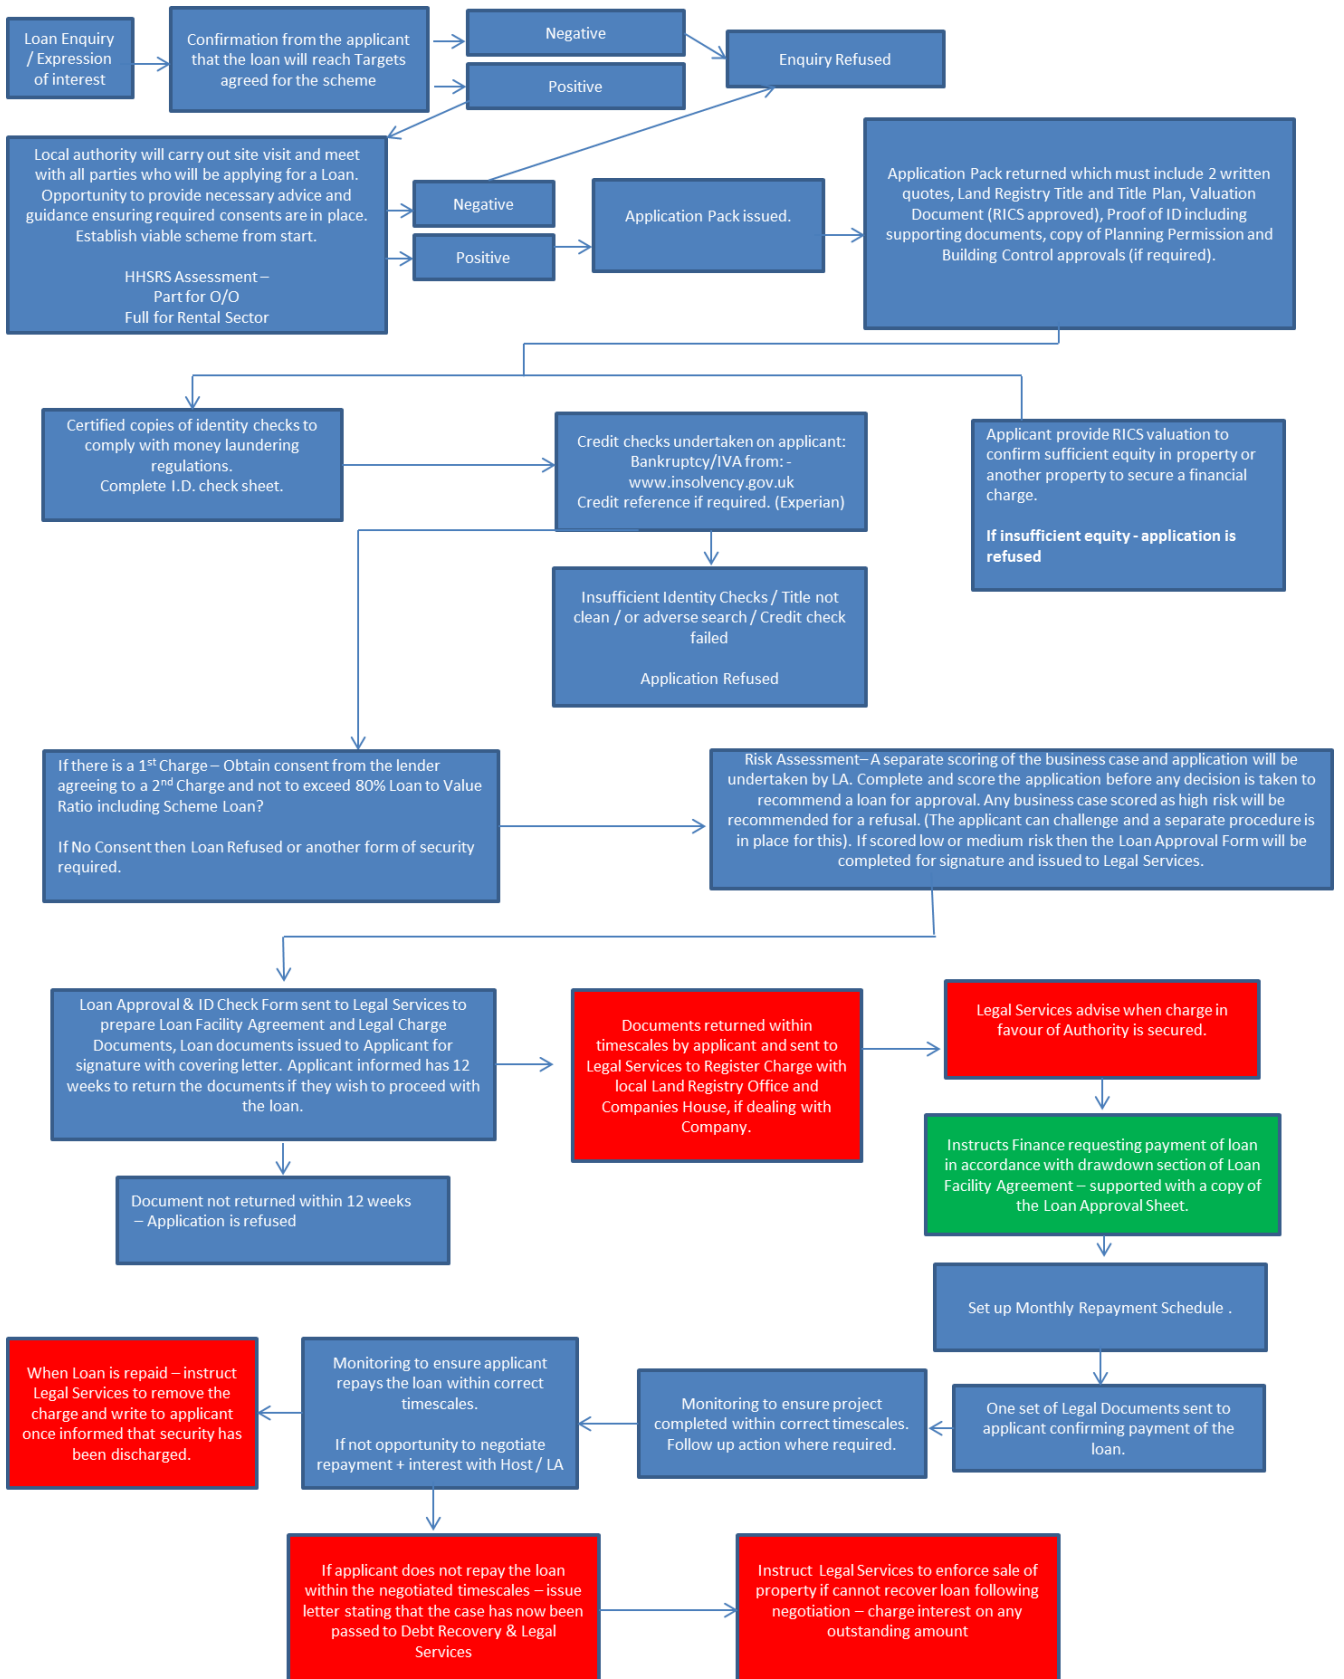 Loan Enquiry
/ Expression
of interest
Confirmation from the applicant
that the loan will reach Targets
agreed for the scheme
Negative
Positive
Enquiry Refused
Local authority will carry out site visit and meet
with all parties who will be applying for a Loan.
Opportunity to provide necessary advice and
guidance ensuring required consents are in place.
Establish viable scheme from start.
HHSRS Assessment –
Part for O/O
Full for Rental Sector
Negative
Positive
Application Pack issued.
Application Pack returned which must include 2 written
quotes, Land Registry Title and Title Plan, Valuation
Document (RICS approved), Proof of ID including
supporting documents, copy of Planning Permission and
Building Control approvals (if required).
Certified copies of identity checks to
comply with money laundering
regulations.
Complete I.D. check sheet.
Credit checks undertaken on applicant:
Bankruptcy/IVA from: -
www.insolvency.gov.uk
Credit reference if required. (Experian)
Applicant provide RICS valuation to
confirm sufficient equity in property or
another property to secure a financial
charge.
If insufficient equity - application is
refused
Insufficient Identity Checks / Title not
clean / or adverse search / Credit check
failed
Application Refused
If there is a 1st Charge – Obtain consent from the lender
agreeing to a 2nd Charge and not to exceed 80% Loan to Value
Ratio including Scheme Loan?
If No Consent then Loan Refused or another form of security
required.
Risk Assessment– A separate scoring of the business case and application will be
undertaken by LA. Complete and score the application before any decision is taken to
recommend a loan for approval. Any business case scored as high risk will be
recommended for a refusal. (The applicant can challenge and a separate procedure is
in place for this). If scored low or medium risk then the Loan Approval Form will be
completed for signature and issued to Legal Services.
Loan Approval & ID Check Form sent to Legal Services to
prepare Loan Facility Agreement and Legal Charge
Documents, Loan documents issued to Applicant for
signature with covering letter. Applicant informed has 12
weeks to return the documents if they wish to proceed with
the loan.
Documents returned within
timescales by applicant and sent to
Legal Services to Register Charge with
local Land Registry Office and
Companies House, if dealing with
Company.
Legal Services advise when charge in
favour of Authority is secured.
Instructs Finance requesting payment of loan
in accordance with drawdown section of Loan
Facility Agreement – supported with a copy of
the Loan Approval Sheet.
Document not returned within 12 weeks
– Application is refused
Set up Monthly Repayment Schedule .
When Loan is repaid – instruct
Legal Services to remove the
charge and write to applicant
once informed that security has
been discharged.
Monitoring to ensure applicant
repays the loan within correct
timescales.
If not opportunity to negotiate
repayment + interest with Host / LA
Monitoring to ensure project
completed within correct timescales.
Follow up action where required.
One set of Legal Documents sent to
applicant confirming payment of the
loan.
If applicant does not repay the loan
within the negotiated timescales – issue
letter stating that the case has now been
passed to Debt Recovery & Legal
Services
Instruct Legal Services to enforce sale of
property if cannot recover loan following
negotiation – charge interest on any
outstanding amount